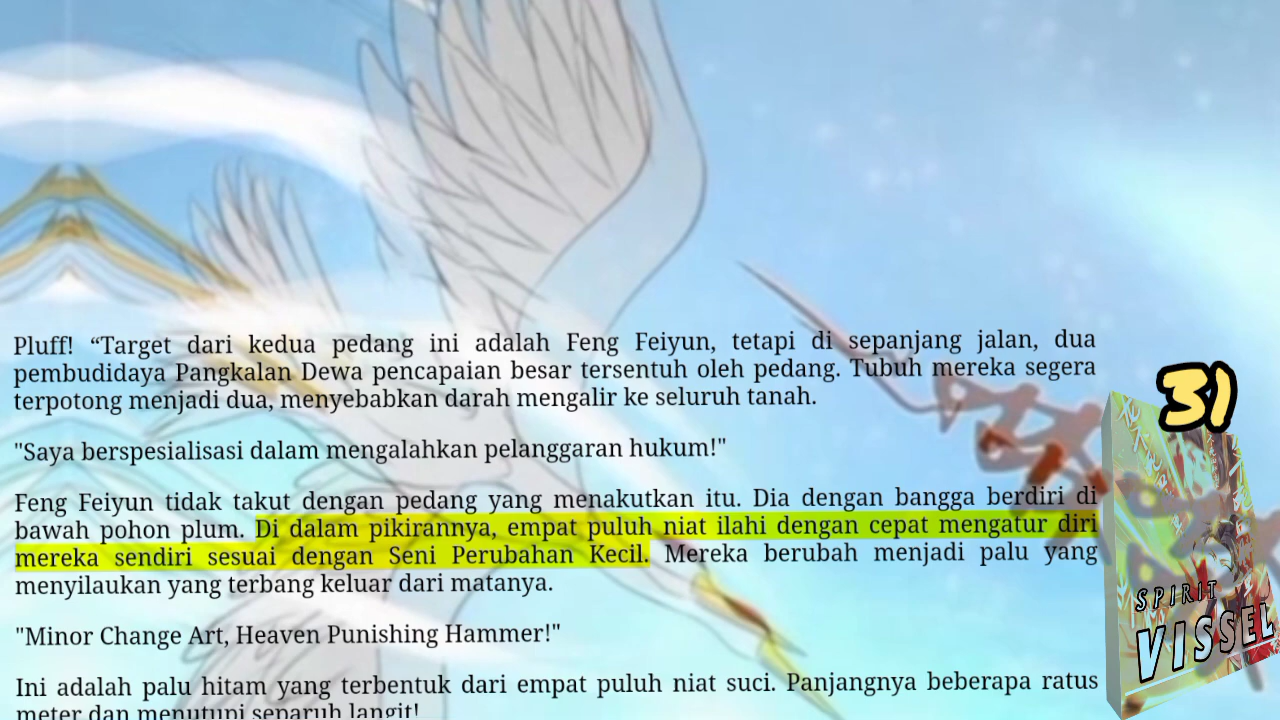 Pluff! “Target dari kedua pedang ini adalah Feng Feiyun, tetapi di sepanjang jalan, dua
pembudidaya Pangkalan Dewa pencapaian besar tersentuh oleh pedang. Tubuh mereka segera
terpotong menjadi dua, menyebabkan darah mengalir ke seluruh tanah.
"Saya berspesialisasi dalam mengalahkan pelanggaran hukum!"
Feng Feiyun tidak takut dengan pedang yang menakutkan itu. Dia dengan bangga berdiri di
bawah pohon plum. Di dalam pikirannya, empat puluh niat ilahi dengan cepat mengatur diri
mereka sendiri sesuai dengan Seni Perubahan Kecil. Mereka berubah menjadi palu yang
menyilaukan yang terbang keluar dari matanya.
"Minor Change Art, Heaven Punishing Hammer!"
Ini adalah palu hitam yang terbentuk dari empat puluh niat suci. Panjangnya beberapa ratus
meter dan menutupi separuh langit!
31
SPIRIT
VISSEL